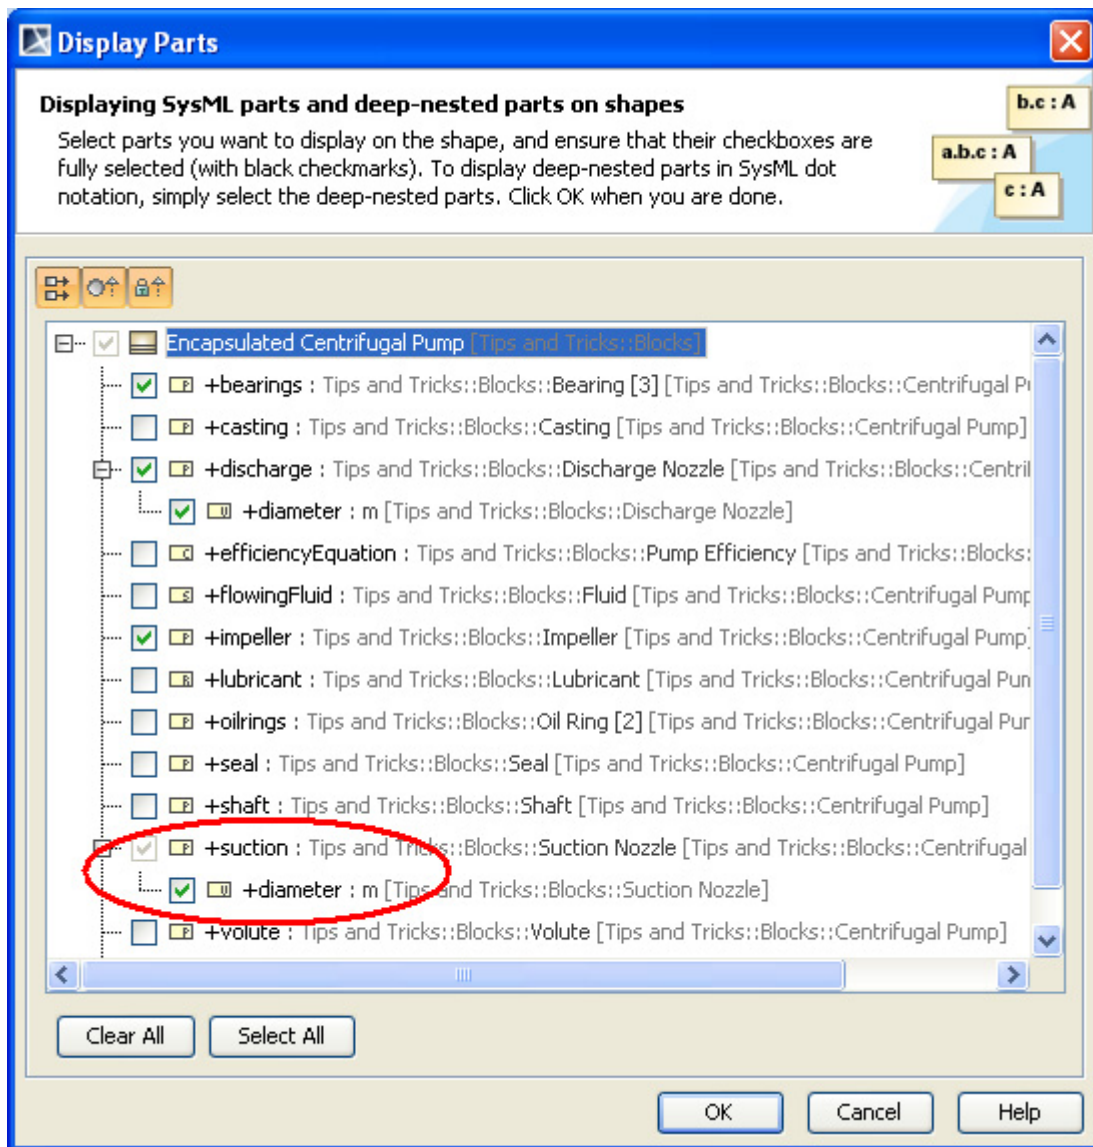 Display Parts
Displaying SysML parts and deep-nested parts on shapes
Select parts you want to display on the shape, and ensure that their checkboxes are
fully selected (with black checkmarks). To display deep-nested parts in SysML dot
notation, simply select the deep-nested parts. Click OK when you are done.
b.c : A
a.b.c : A
c : A
Encapsulated Centrifugal Pump [Tips and Tricks::Blocks]
P +bearings : Tips and Tricks::Blocks::Bearing [3] [Tips and Tricks::Blocks::Centrifugal P
P +casting : Tips and Tricks::Blocks::Casting [Tips and Tricks::Blocks::Centrifugal Pump]
P +discharge : Tips and Tricks::Blocks::Discharge Nozzle [Tips and Tricks::Blocks::Centri
U +diameter : m [Tips and Tricks::Blocks::Discharge Nozzle]
C +efficiencyEquation : Tips and Tricks::Blocks::Pump Efficiency [Tips and Tricks::Blocks:
S +flowingFluid : Tips and Tricks::Blocks::Fluid [Tips and Tricks::Blocks::Centrifugal Pump
P +impeller : Tips and Tricks::Blocks::Impeller [Tips and Tricks::Blocks::Centrifugal Pump]
R +lubricant : Tips and Tricks::Blocks::Lubricant [Tips and Tricks::Blocks::Centrifugal Pun
P +oilrings : Tips and Tricks::Blocks::Oil Ring [2] [Tips and Tricks::Blocks::Centrifugal Pur
P +seal : Tips and Tricks::Blocks::Seal [Tips and Tricks::Blocks::Centrifugal Pump]
P +shaft : Tips and Tricks::Blocks::Shaft [Tips and Tricks::Blocks::Centrifugal Pump]
P +suction : Tips and Tricks::Blocks::Suction Nozzle [Tips and Tricks::Blocks::Centrifugal
U +diameter : m [Tips and Tricks::Blocks::Suction Nozzle]
P +volute : Tips and Tricks::Blocks::Volute [Tips and Tricks::Blocks::Centrifugal Pump]
Clear All
Select All
OK
Cancel
Help